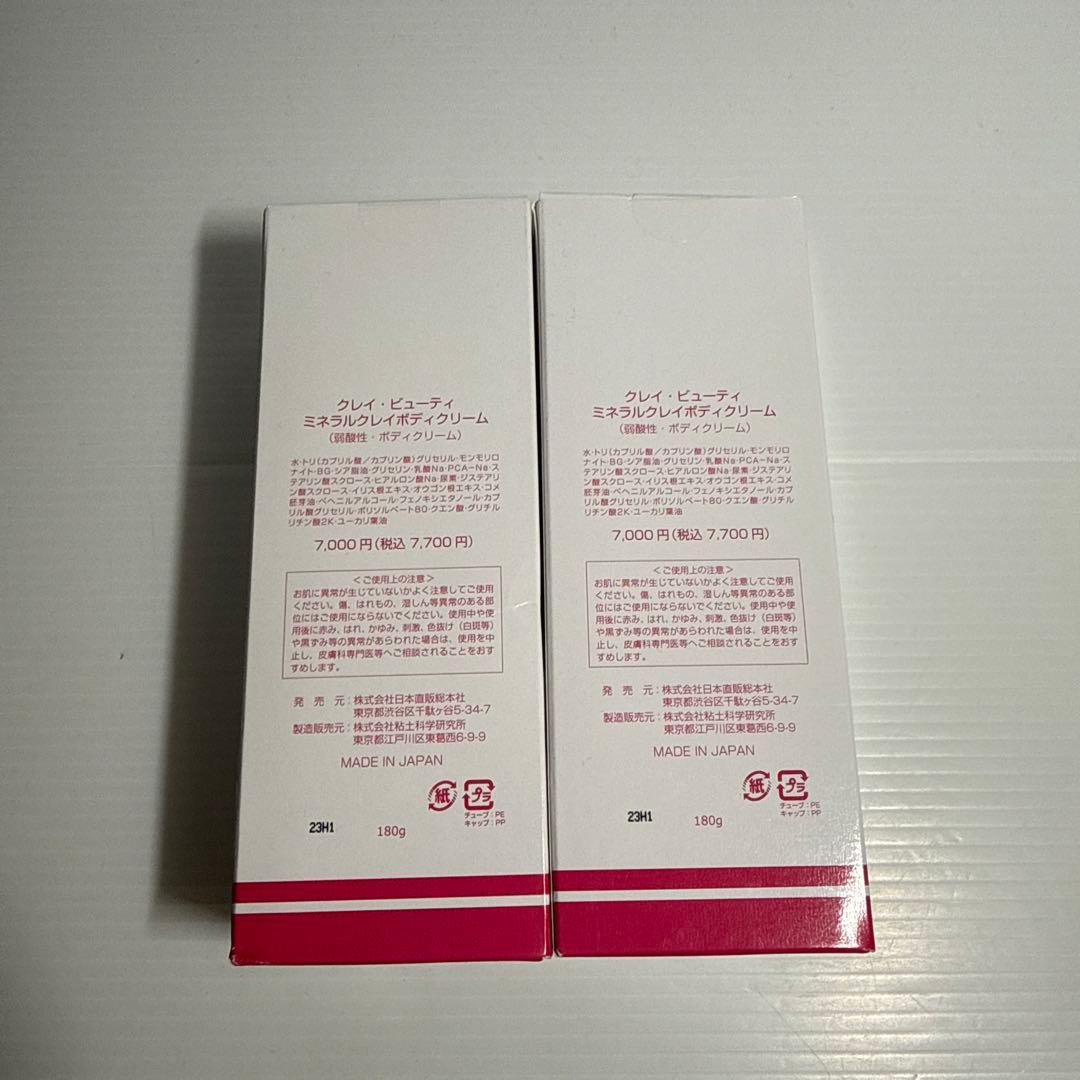 クレイ・ビューティ
ミネラルクレイボディクリーム
(弱酸性・ボディクリーム)
水・トリ(カプリル酸/カプリン酸)グリセリル・モンモリロ
ナイト・BG・シア脂油・グリセリン・乳酸Na・PCA-Na・ス
テアリン酸スクロース・ヒアルロン酸Na・尿素・ジステアリ
ン酸スクロース・イリス根エキス・オウゴン根エキス・コメ
胚芽油・ベヘニルアルコール・フェノキシエタノール・カプ
リル酸グリセリル・ポリソルベート80・クエン酸・グリチル
リチン酸2K・ユーカリ葉油
7,000円(税込 7,700円)
<ご使用上の注意>
お肌に異常が生じていないかよく注意してご使用
ください。傷、はれもの、湿しん等異常のある部
位にはご使用にならないでください。使用中や使
用後に赤み、はれ、かゆみ、刺激、色抜け(白斑等)
や黒ずみ等の異常があらわれた場合は、使用を中
止し、皮膚科専門医等へご相談されることをおす
すめします。
発売元:株式会社日本直販総本社
東京都渋谷区千駄ヶ谷5-34-7
製造販売元:株式会社粘土科学研究所
東京都江戸川区東葛西6-9-9
MADE IN JAPAN
紙 プラ
チューブ:PE
キャップ:PP
23H1 180g
クレイ・ビューティ
ミネラルクレイボディクリーム
(弱酸性・ボディクリーム)
水・トリ(カプリル酸/カプリン酸)グリセリル・モンモリロ
ナイト・BG・シア脂油・グリセリン・乳酸Na・PCA-Na・ス
テアリン酸スクロース・ヒアルロン酸Na・尿素・ジステアリ
ン酸スクロース・イリス根エキス・オウゴン根エキス・コメ
胚芽油・ベヘニルアルコール・フェノキシエタノール・カプ
リル酸グリセリル・ポリソルベート80・クエン酸・グリチル
リチン酸2K・ユーカリ葉油
7,000円(税込 7,700円)
<ご使用上の注意>
お肌に異常が生じていないかよく注意してご使用
ください。傷、はれもの、湿しん等異常のある部
位にはご使用にならないでください。使用中や使
用後に赤み、はれ、かゆみ、刺激、色抜け(白斑等)
や黒ずみ等の異常があらわれた場合は、使用を中
止し、皮膚科専門医等へご相談されることをおす
すめします。
発売元:株式会社日本直販総本社
東京都渋谷区千駄ヶ谷5-34-7
製造販売元:株式会社粘土科学研究所
東京都江戸川区東葛西6-9-9
MADE IN JAPAN
紙 プラ
チューブ:PE
キャップ:PP
23H1 180g